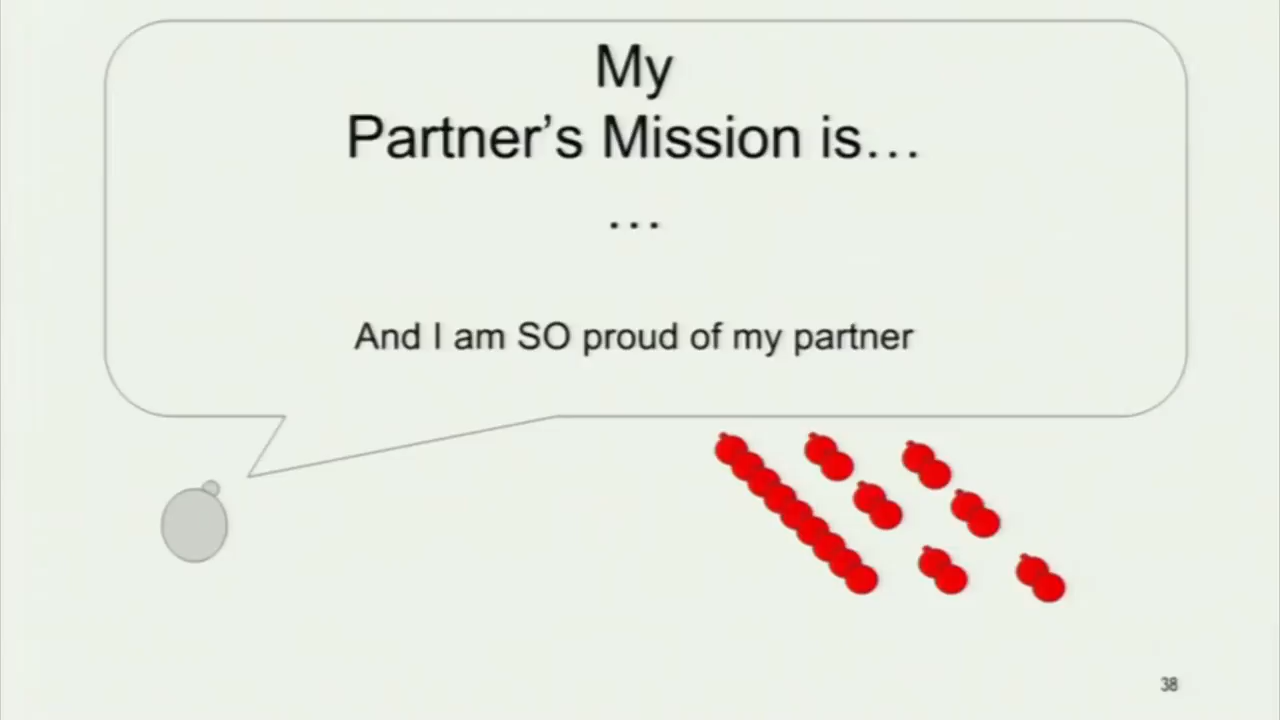 My
Partner’s Mission is…
…
And I am SO proud of my partner
38